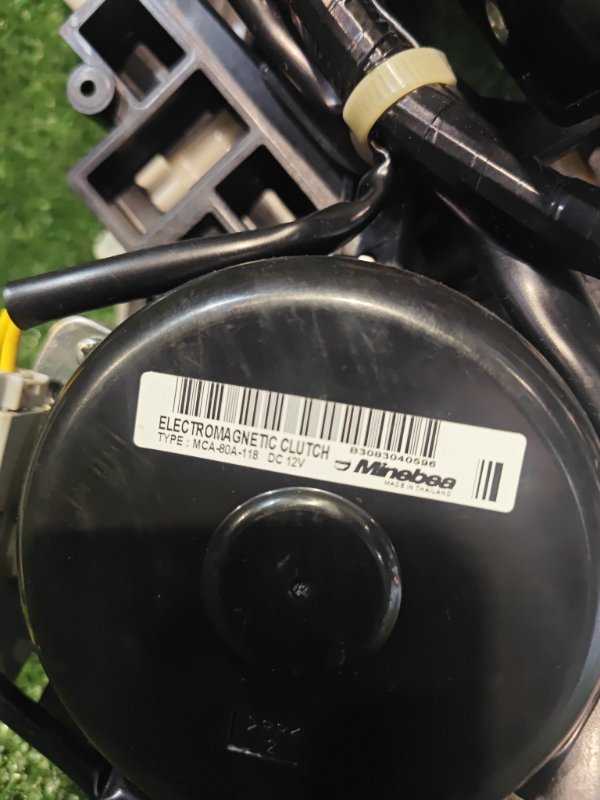 ELECTROMAGNETIC CLUTCH
B3083040596
TYPE : MCA-80A-118 DC 12V
Minebea
MADE IN THAILAND